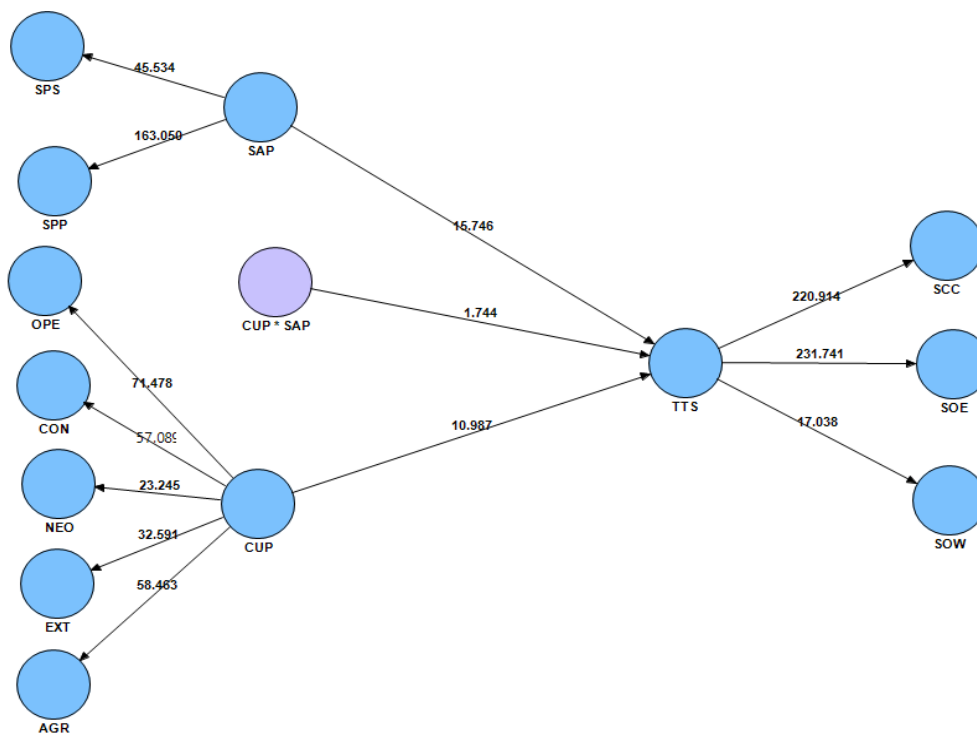 45.534
SPS
163.050
SAP
SPP
15.746
OPE
CUP * SAP
1.744
220.914
SCC
71.478
231.741
TTS
SOE
CON
57.089
10.987
17.038
23.245
NEO
32.591
CUP
SOW
58.463
EXT
AGR